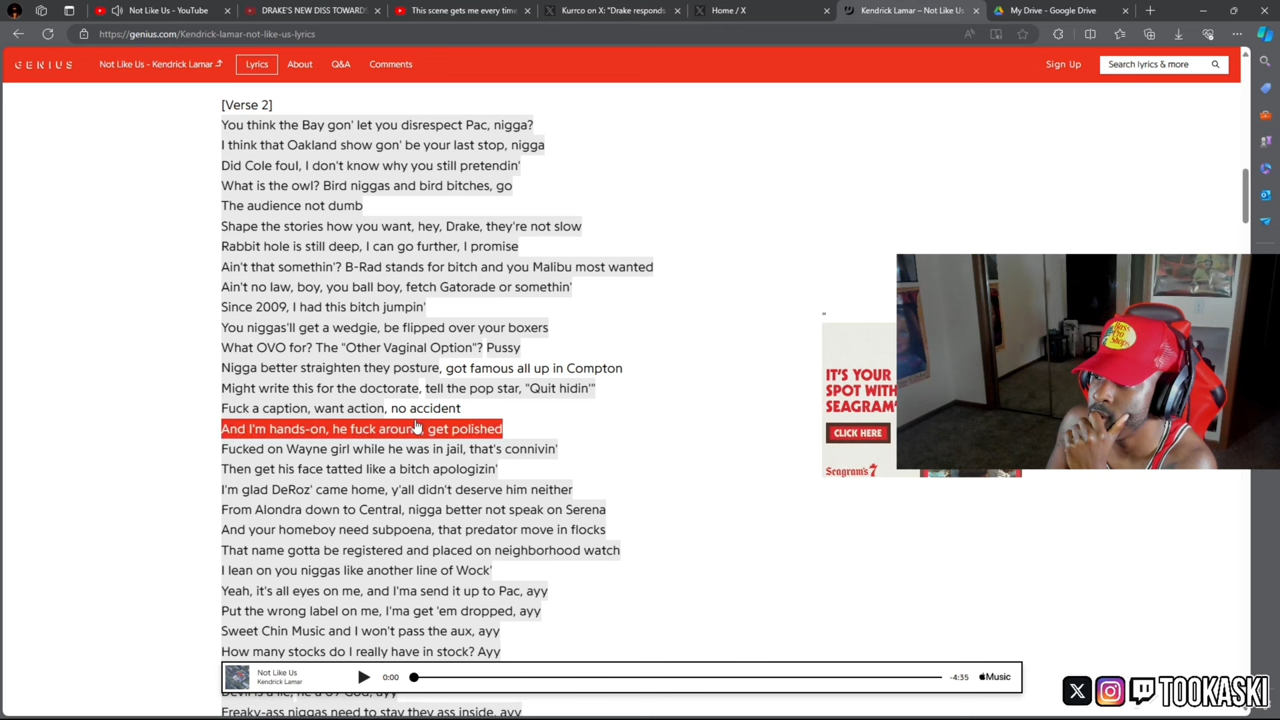 Not Like Us - YouTube
DRAKE'S NEW DISS TOWARDS
This scene gets me every time
Kurrco on X: "Drake responds
Home / X
Kendrick Lamar – Not Like Us
My Drive - Google Drive
https://genius.com/Kendrick-lamar-not-like-us-lyrics
GENIUS Not Like Us - Kendrick Lamar Lyrics About Q&A Comments Sign Up Search lyrics & more
[Verse 2]
You think the Bay gon' let you disrespect Pac, nigga?
I think that Oakland show gon' be your last stop, nigga
Did Cole foul, I don't know why you still pretendin'
What is the owl? Bird niggas and bird bitches, go
The audience not dumb
Shape the stories how you want, hey, Drake, they're not slow
Rabbit hole is still deep, I can go further, I promise
Ain't that somethin'? B-Rad stands for bitch and you Malibu most wanted
Ain't no law, boy, you ball boy, fetch Gatorade or somethin'
Since 2009, I had this bitch jumpin'
You niggas'll get a wedgie, be flipped over your boxers
What OVO for? The "Other Vaginal Option"? Pussy
Nigga better straighten they posture, got famous all up in Compton
Might write this for the doctorate, tell the pop star, "Quit hidin'"
Fuck a caption, want action, no accident
And I'm hands-on, he fuck around, get polished
Fucked on Wayne girl while he was in jail, that's connivin'
Then get his face tatted like a bitch apologizin'
I'm glad DeRoz' came home, y'all didn't deserve him neither
From Alondra down to Central, nigga better not speak on Serena
And your homeboy need subpoena, that predator move in flocks
That name gotta be registered and placed on neighborhood watch
I lean on you niggas like another line of Wock'
Yeah, it's all eyes on me, and I'ma send it up to Pac, ayy
Put the wrong label on me, I'ma get 'em dropped, ayy
Sweet Chin Music and I won't pass the aux, ayy
How many stocks do I really have in stock? Ayy
Devil is a lie, he a 69 God, ayy
Freaky-ass niggas need to stay they ass inside, ayy
Not Like Us
Kendrick Lamar
0:00
-4:35
Music
IT'S YOUR
SPOT WITH
SEAGRAM'
CLICK HERE
Seagram's 7
Bass Pro Shops
TOOKASKI